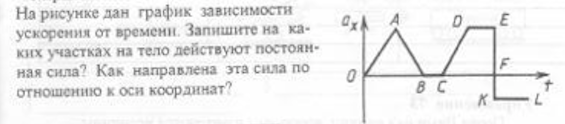 На рисунке дан график зависимости
ускорения от времени. Запишите на ка-
ких участках на тело действуют постоян-
ная сила? Как направлена эта сила по
отношению к оси координат?
aₓ
A
D
E
O
B
C
F
t
K
L